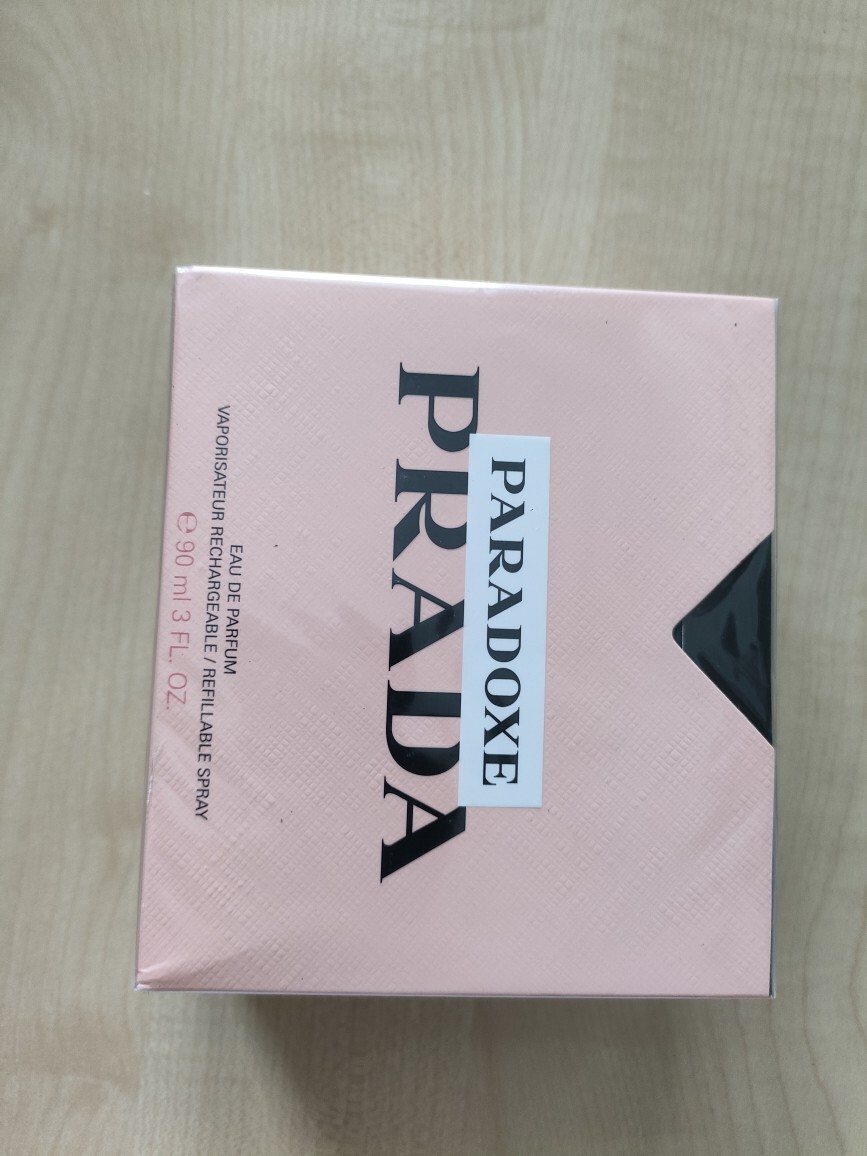 PARADOXE
PRADA
EAU DE PARFUM
VAPORISATEUR RECHARGEABLE / REFILLABLE SPRAY
℮ 90 ml 3 FL. OZ.